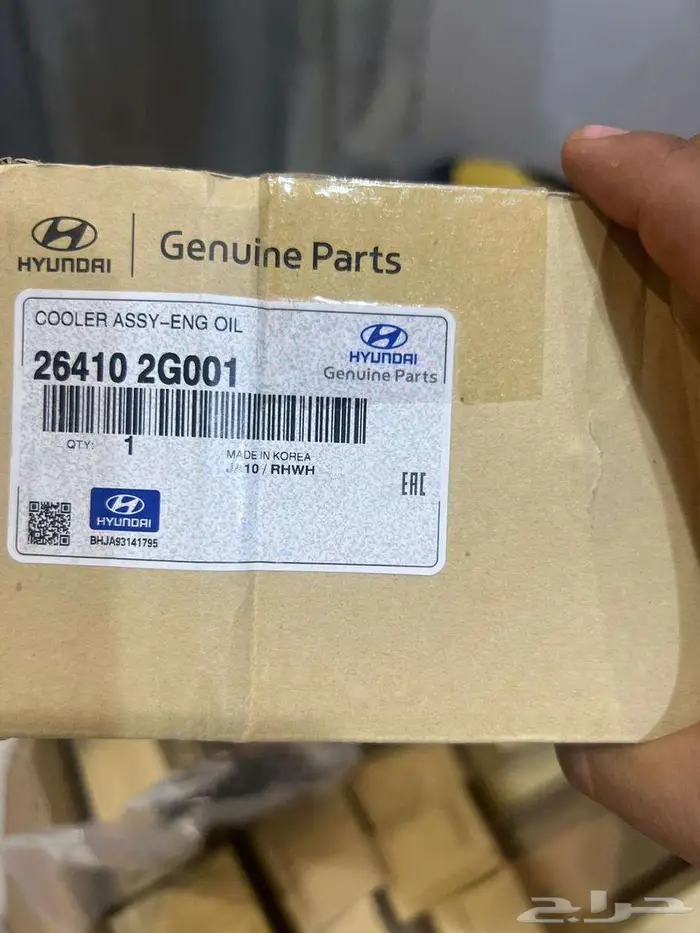 HYUNDAI
Genuine Parts
COOLER ASSY-ENG OIL
26410 2G001
HYUNDAI
Genuine Parts
QTY: 1
MADE IN KOREA
JA10 / RHWH
EAC
HYUNDAI
BHJA93141795
حراج